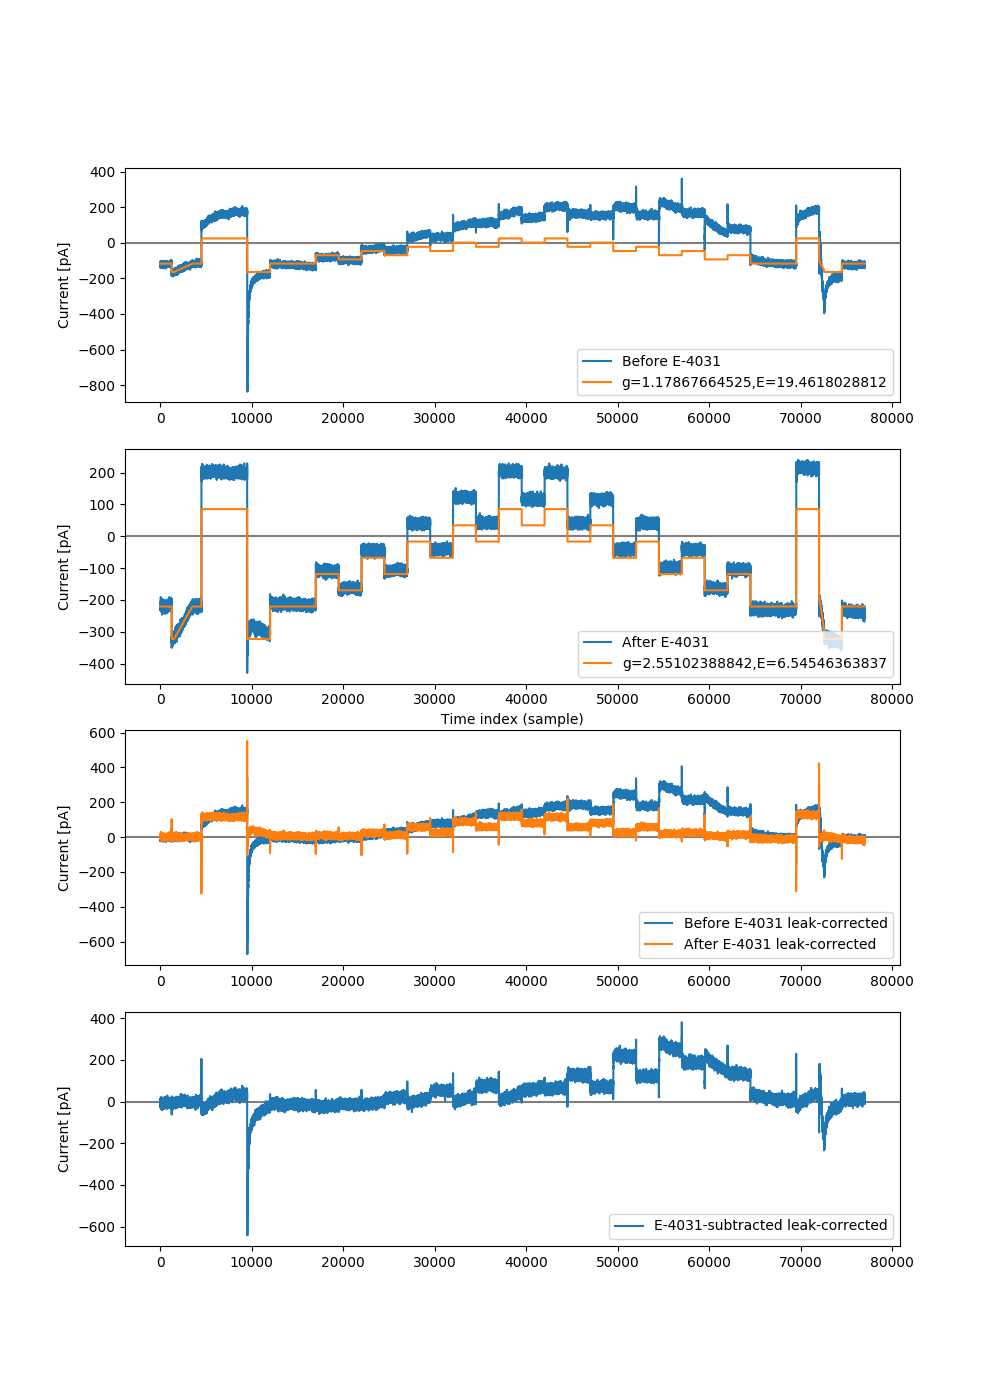 400
200
0
−200
−400
−600
−800
Current [pA]
Before E-4031
g=1.17867664525,E=19.4618028812
0 10000 20000 30000 40000 50000 60000 70000 80000
200
100
0
−100
−200
−300
−400
Current [pA]
After E-4031
g=2.55102388842,E=6.54546363837
0 10000 20000 30000 40000 50000 60000 70000 80000
Time index (sample)
600
400
200
0
−200
−400
−600
Current [pA]
Before E-4031 leak-corrected
After E-4031 leak-corrected
0 10000 20000 30000 40000 50000 60000 70000 80000
400
200
0
−200
−400
−600
Current [pA]
E-4031-subtracted leak-corrected
0 10000 20000 30000 40000 50000 60000 70000 80000